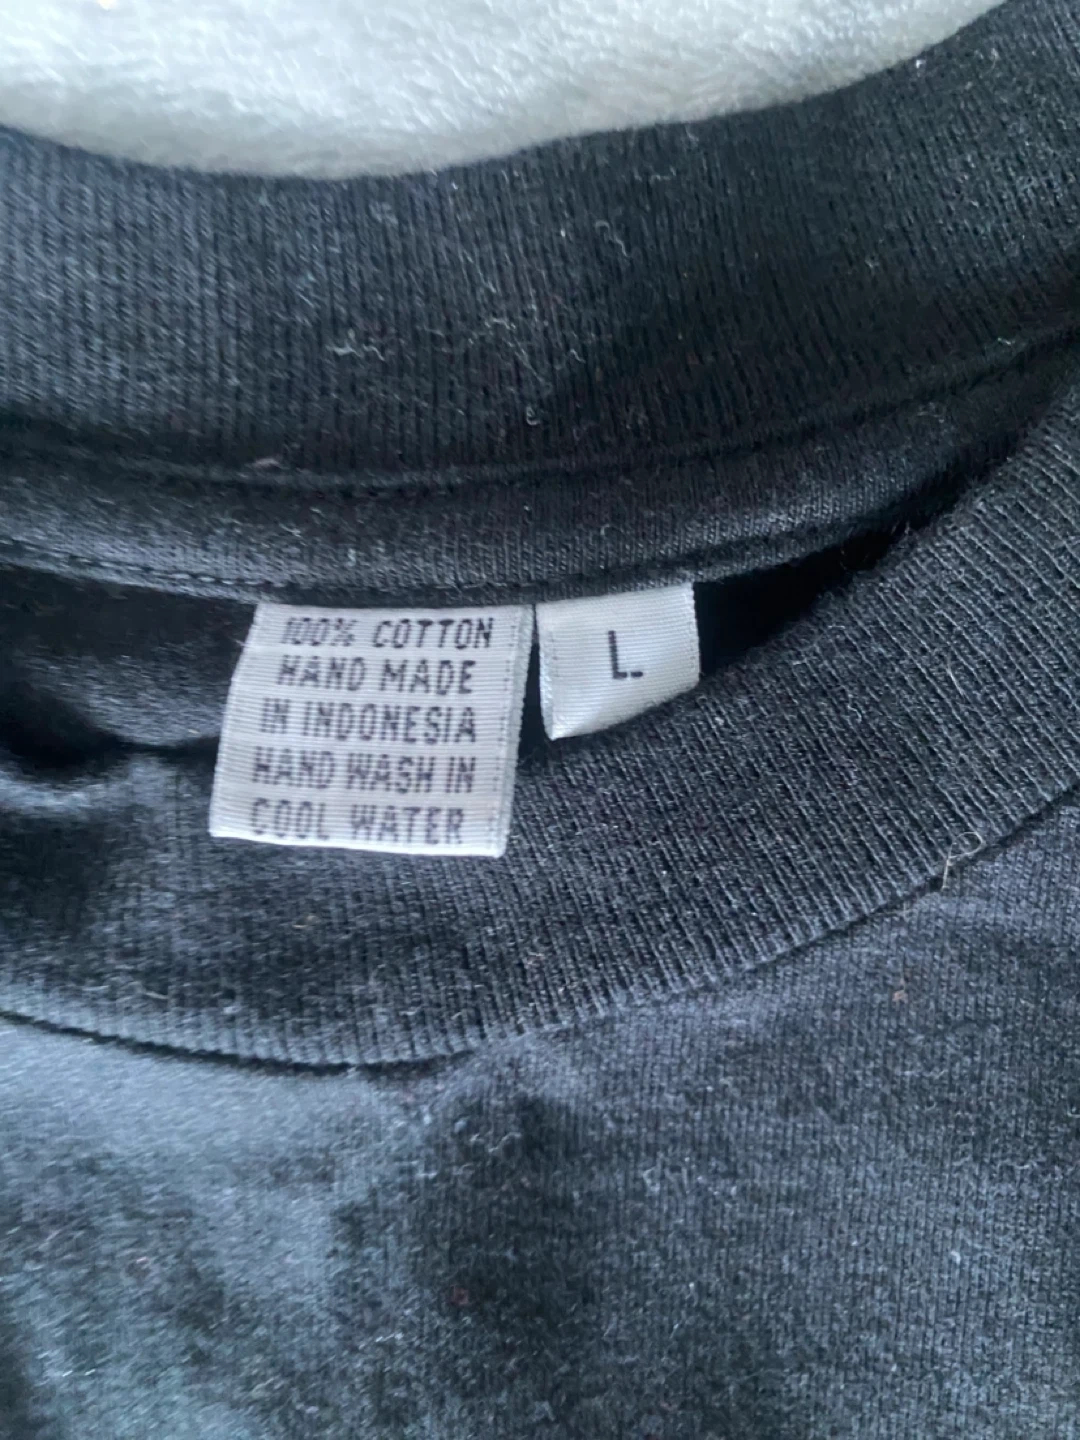 100% COTTON
HAND MADE
IN INDONESIA
HAND WASH IN
COOL WATER
L.